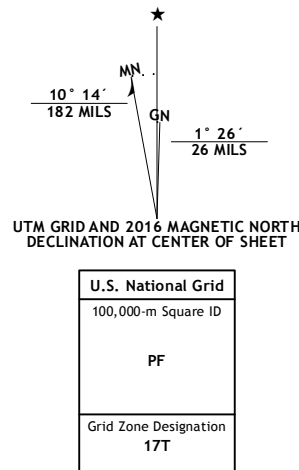 ★
MN
GN
10° 14´
182 MILS
1° 26´
26 MILS
UTM GRID AND 2016 MAGNETIC NORTH
DECLINATION AT CENTER OF SHEET
U.S. National Grid
100,000-m Square ID
PF
Grid Zone Designation
17T